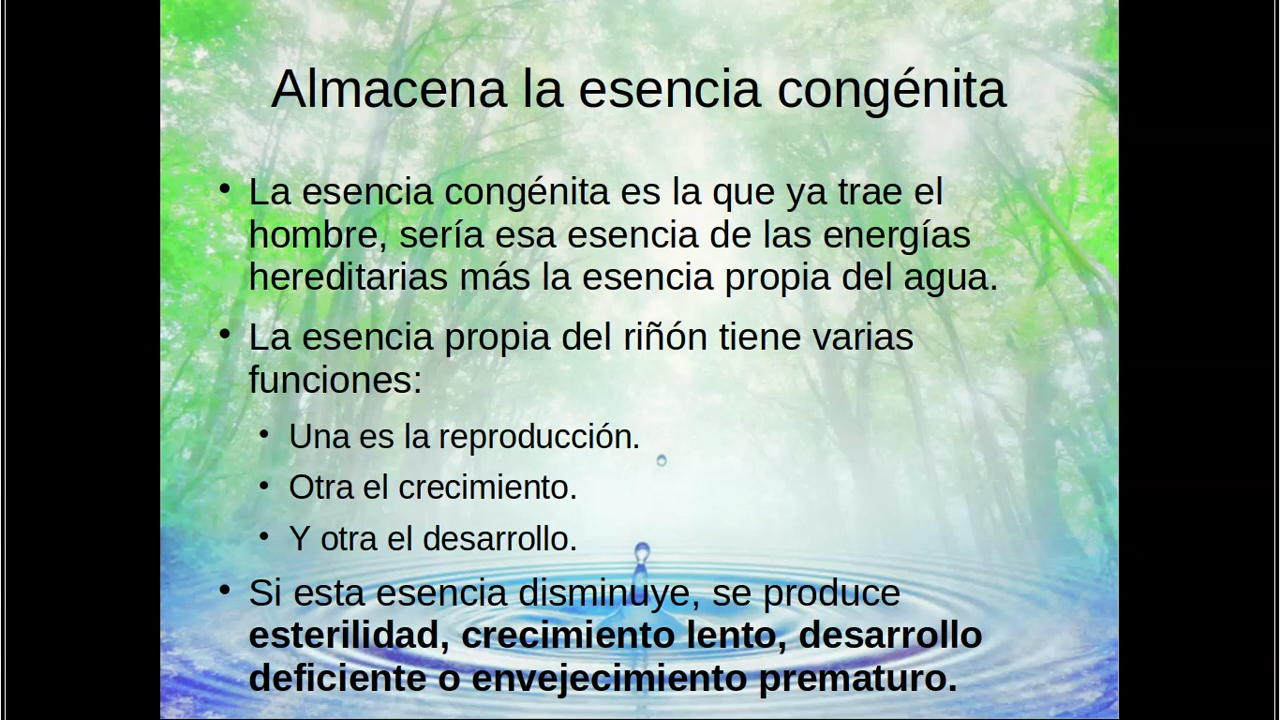 Almacena la esencia congénita
• La esencia congénita es la que ya trae el
hombre, sería esa esencia de las energías
hereditarias más la esencia propia del agua.
• La esencia propia del riñón tiene varias
funciones:
• Una es la reproducción.
• Otra el crecimiento.
• Y otra el desarrollo.
• Si esta esencia disminuye, se produce
esterilidad, crecimiento lento, desarrollo
deficiente o envejecimiento prematuro.